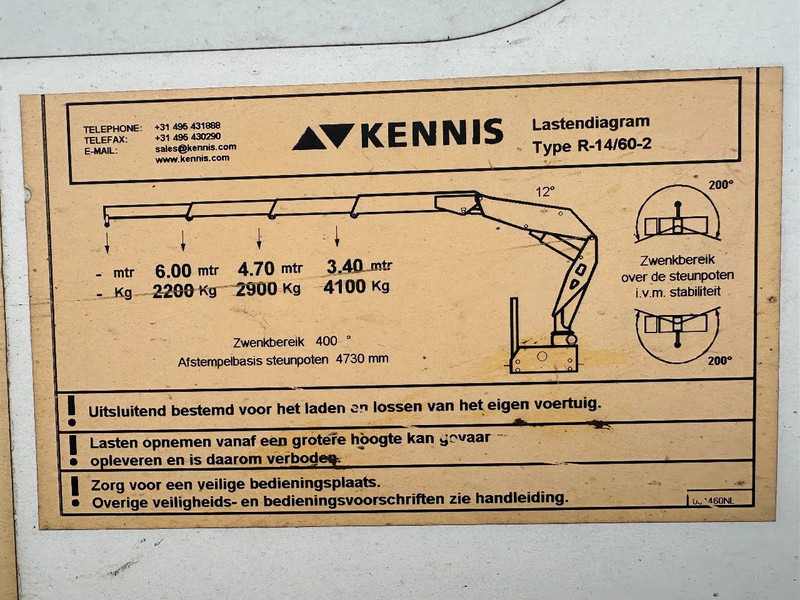 TELEPHONE: +31 495 431888
TELEFAX: +31 495 430290
E-MAIL: sales@kennis.com
www.kennis.com
KENNIS
Lastendiagram
Type R-14/60-2
12°
200°
- mtr 6.00 mtr 4.70 mtr 3.40 mtr
- Kg 2200 Kg 2900 Kg 4100 Kg
Zwenkbereik
over de steunpoten
i.v.m. stabiliteit
Zwenkbereik 400 °
Afstempelbasis steunpoten 4730 mm
200°
! Uitsluitend bestemd voor het laden en lossen van het eigen voertuig.
! Lasten opnemen vanaf een grotere hoogte kan gevaar
opleveren en is daarom verboden.
! Zorg voor een veilige bedieningsplaats.
Overige veiligheids- en bedieningsvoorschriften zie handleiding.